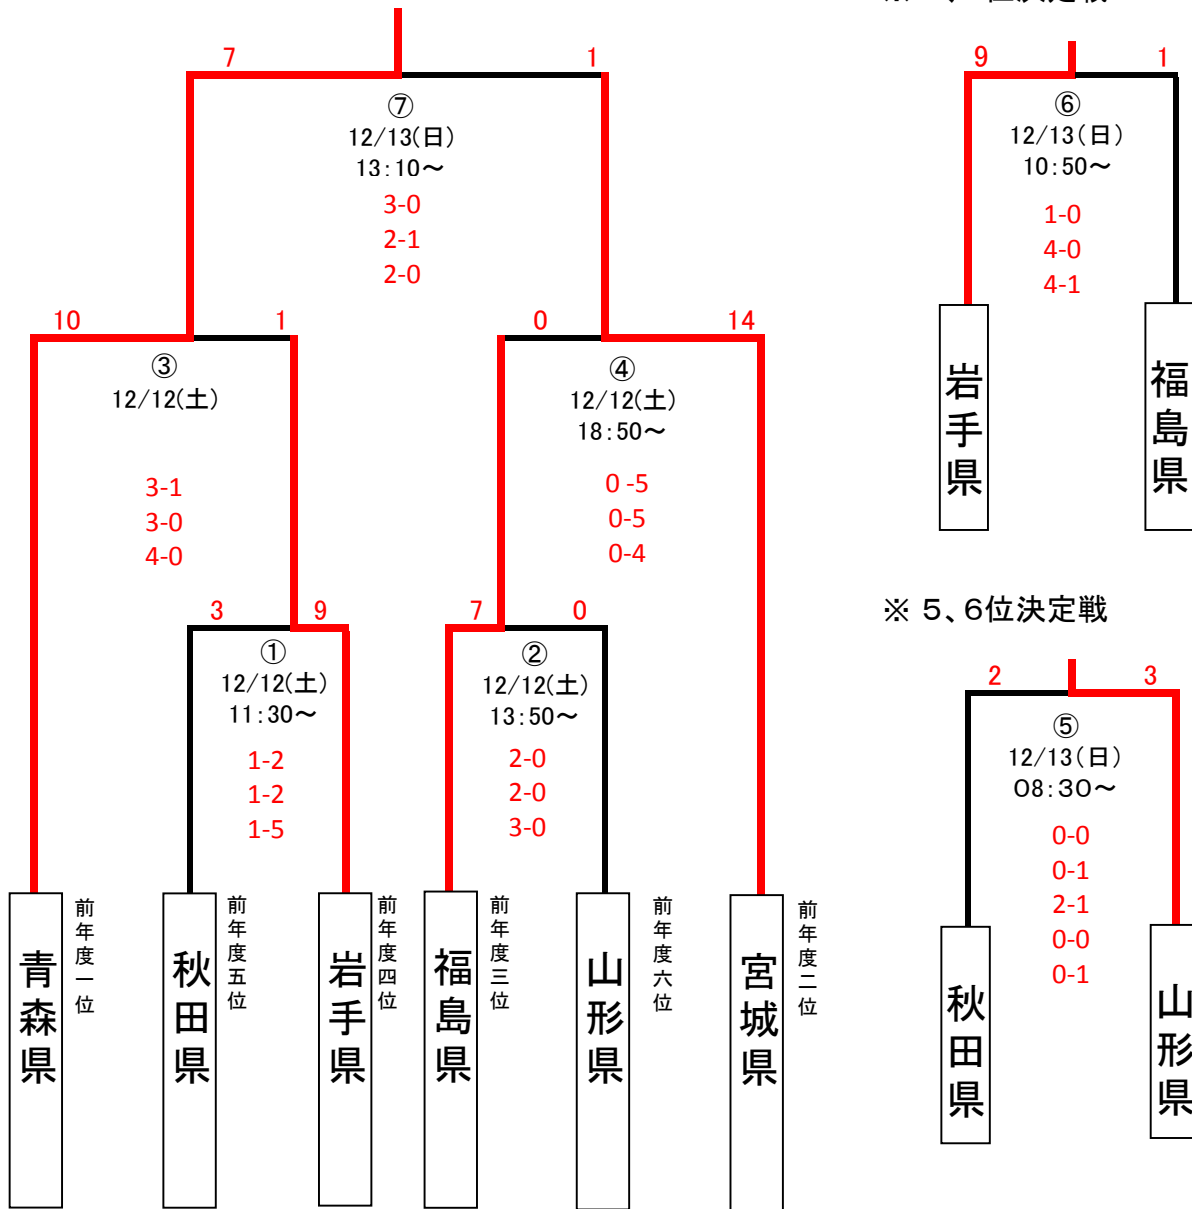 7
1
⑦
12/13(日)
13:10～
3-0
2-1
2-0
10
1
③
12/12(土)
3-1
3-0
4-0
0
14
④
12/12(土)
18:50～
0 -5
0-5
0-4
3
9
①
12/12(土)
11:30～
1-2
1-2
1-5
7
0
②
12/12(土)
13:50～
2-0
2-0
3-0
青森県
前年度一位
秋田県
前年度五位
岩手県
前年度四位
福島県
前年度三位
山形県
前年度六位
宮城県
前年度二位
9
1
⑥
12/13(日)
10:50～
1-0
4-0
4-1
岩手県
福島県
※ 5、6位決定戦
2
3
⑤
12/13(日)
08:30～
0-0
0-1
2-1
0-0
0-1
秋田県
山形県